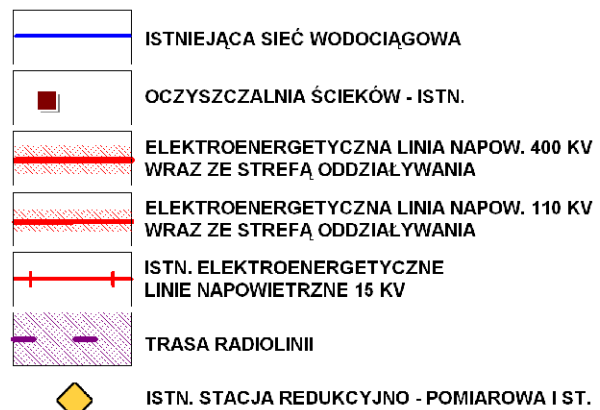 ISTNIEJĄCA SIEĆ WODOCIĄGOWA
OCZYSZCZALNIA ŚCIEKÓW - ISTN.
ELEKTROENERGETYCZNA LINIA NAPOW. 400 KV
WRAZ ZE STREFĄ ODDZIAŁYWANIA
ELEKTROENERGETYCZNA LINIA NAPOW. 110 KV
WRAZ ZE STREFĄ ODDZIAŁYWANIA
ISTN. ELEKTROENERGETYCZNE
LINIE NAPOWIETRZNE 15 KV
TRASA RADIOLINII
ISTN. STACJA REDUKCYJNO - POMIAROWA I ST.